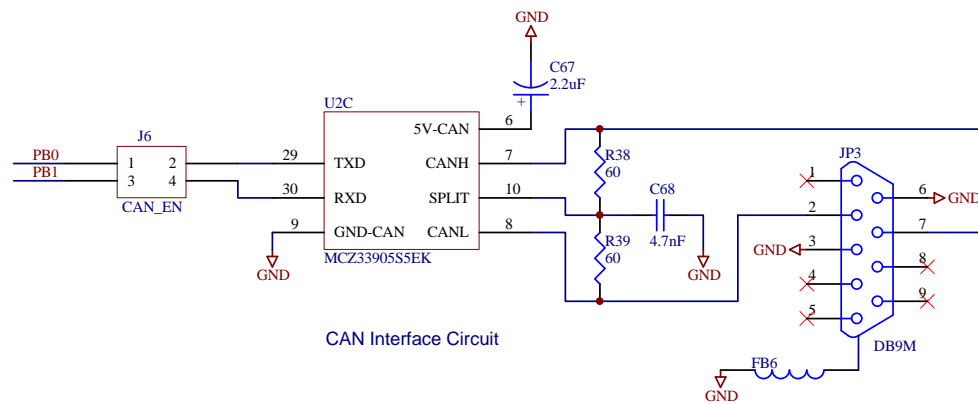 GND
C67
2.2uF
+
U2C
J6
PB0
PB1
1 2
3 4
CAN_EN
29 TXD
30 RXD
9 GND-CAN
5V-CAN 6
CANH 7
SPLIT 10
CANL 8
MCZ33905S5EK
GND
R38
60
C68
4.7nF
GND
R39
60
JP3
1
2
3
4
5
6
7
8
9
GND
GND
DB9M
CAN Interface Circuit
FB6
GND